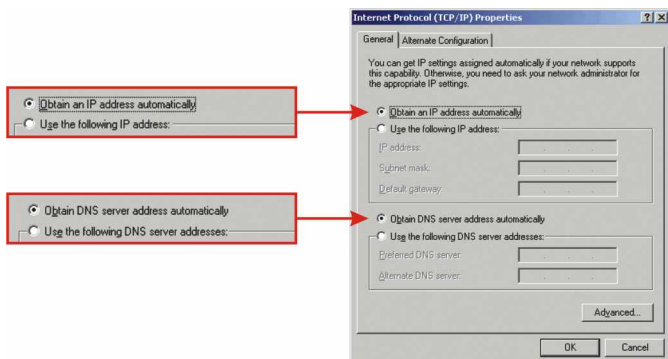 Obtain an IP address automatically
Use the following IP address:
Obtain DNS server address automatically
Use the following DNS server addresses:
Internet Protocol (TCP/IP) Properties
General
Alternate Configuration
You can get IP settings assigned automatically if your network supports
this capability. Otherwise, you need to ask your network administrator for
the appropriate IP settings.
Obtain an IP address automatically
Use the following IP address:
IP address:
Subnet mask:
Default gateway:
Obtain DNS server address automatically
Use the following DNS server addresses:
Preferred DNS server:
Alternate DNS server:
Advanced...
OK
Cancel